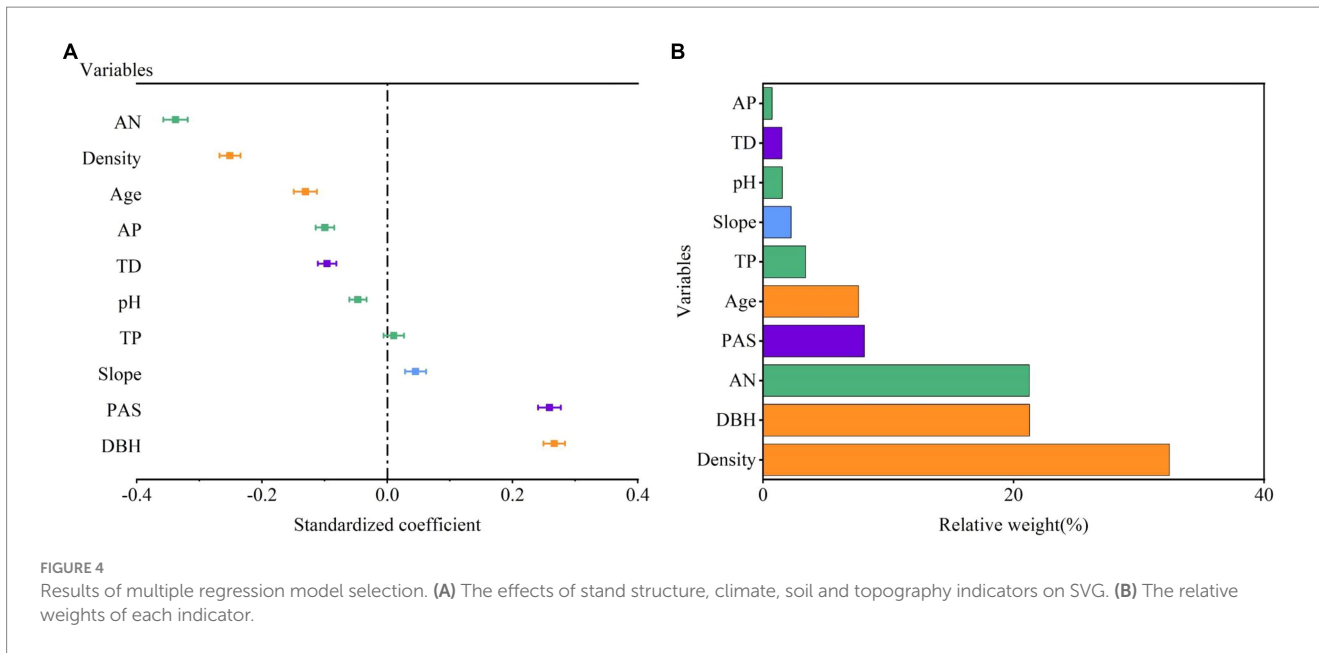 A
Variables
AN
Density
Age
AP
TD
pH
TP
Slope
PAS
DBH
-0.4 -0.2 0.0 0.2 0.4
Standardized coefficient
B
Variables
AP
TD
pH
Slope
TP
Age
PAS
AN
DBH
Density
0 20 40
Relative weight(%)
FIGURE 4
Results of multiple regression model selection. (A) The effects of stand structure, climate, soil and topography indicators on SVG. (B) The relative
weights of each indicator.